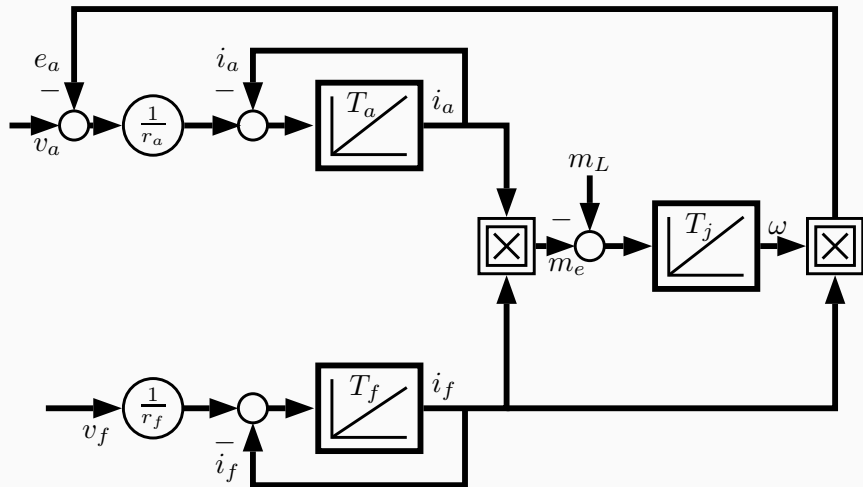 e_a
−
v_a
1/r_a
i_a
−
T_a
i_a
m_L
−
m_e
T_j
ω
v_f
1/r_f
−
i_f
T_f
i_f